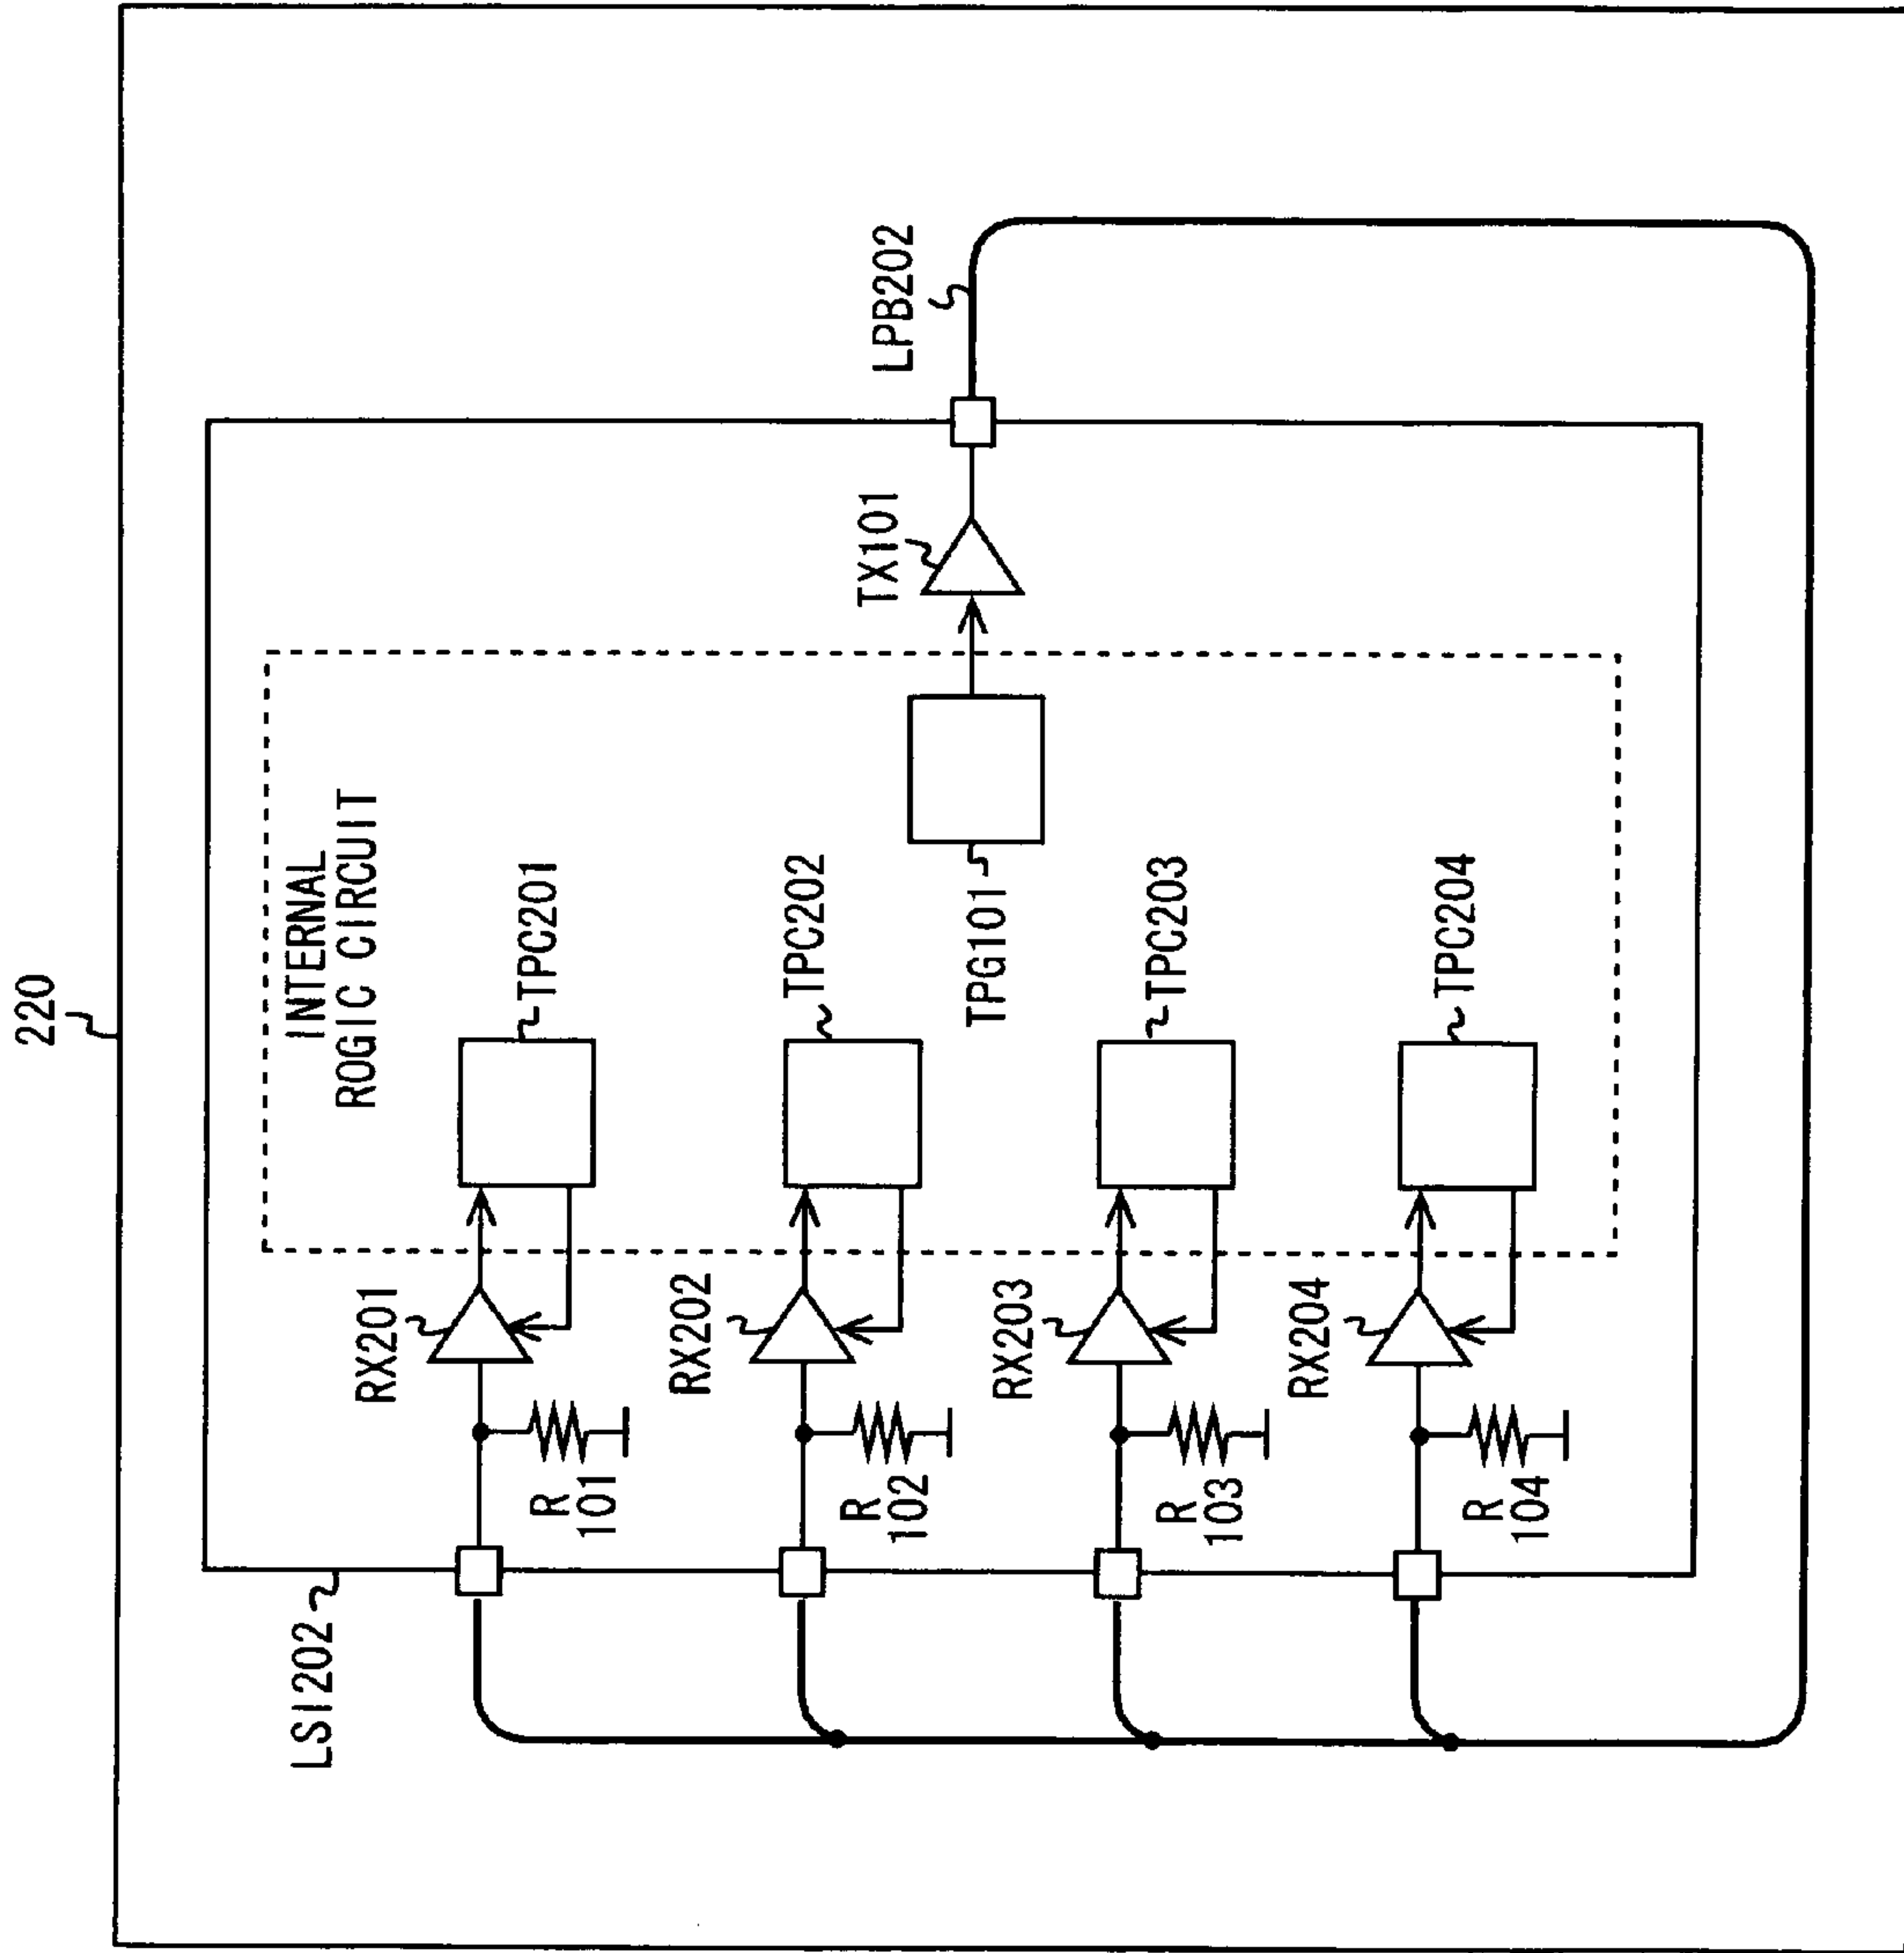 220
LSI202
INTERNAL
ROGIC CIRCUIT
RX201
TPC201
R
101
RX202
TPC202
R
102
TPG101
TX101
LPB202
RX203
TPC203
R
103
RX204
TPC204
R
104